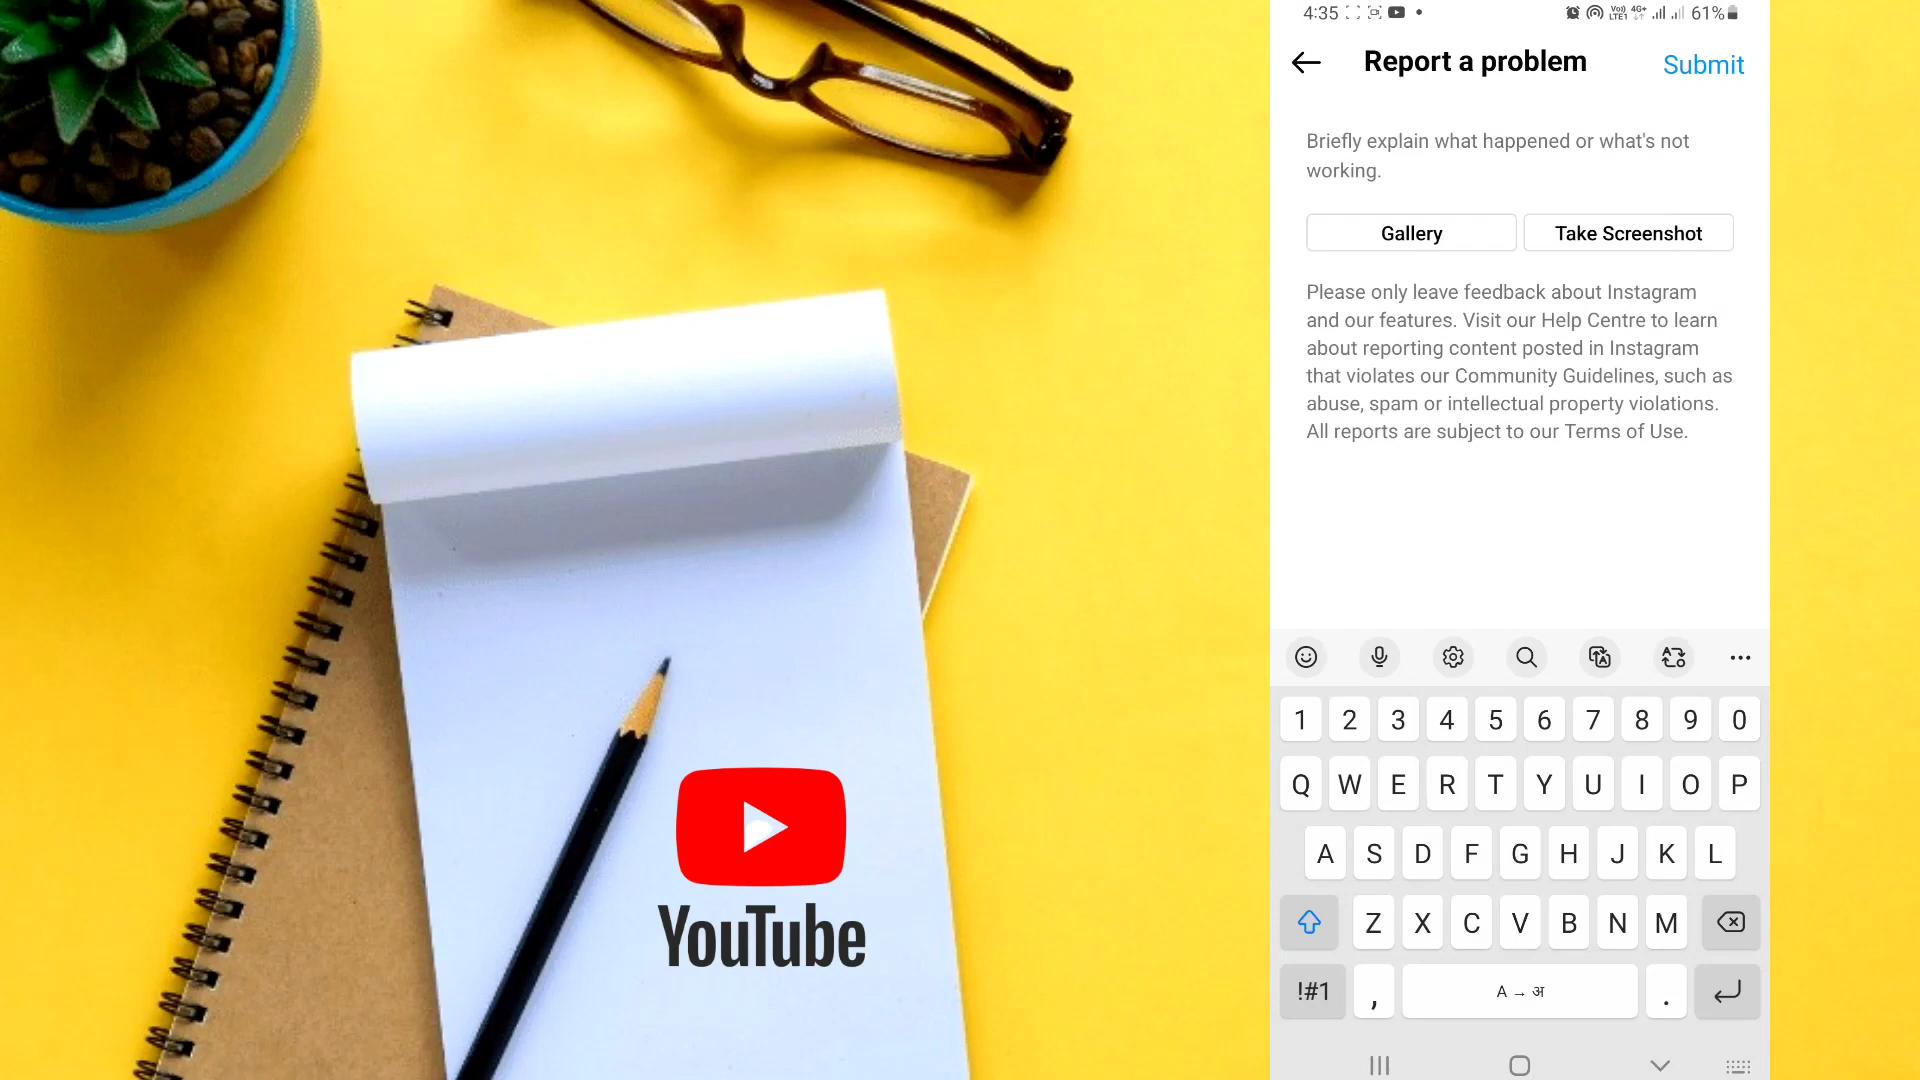 YouTube
4:35
Vo)) LTE1 4G+ 61%
Report a problem
Submit
Briefly explain what happened or what's not
working.
Gallery
Take Screenshot
Please only leave feedback about Instagram
and our features. Visit our Help Centre to learn
about reporting content posted in Instagram
that violates our Community Guidelines, such as
abuse, spam or intellectual property violations.
All reports are subject to our Terms of Use.
1 2 3 4 5 6 7 8 9 0
Q W E R T Y U I O P
A S D F G H J K L
Z X C V B N M
!#1 , A → अ .